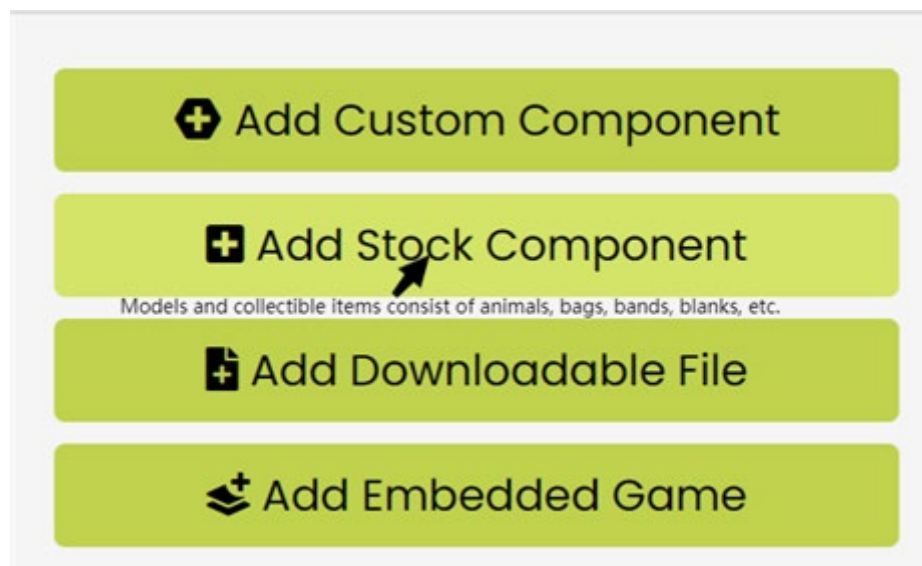 Add Custom Component
Add Stock Component
Models and collectible items consist of animals, bags, bands, blanks, etc.
Add Downloadable File
Add Embedded Game